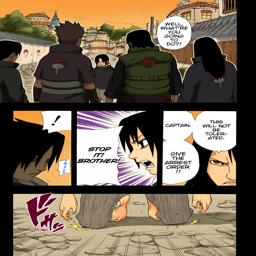 WELL,
WHAT'RE
YOU
GOING
TO
DO?!
THIS
WILL NOT
BE
TOLER-
ATED.
CAPTAIN.
GIVE
THE
ARREST
ORDER
!!
STOP
IT!
BROTHER!
!